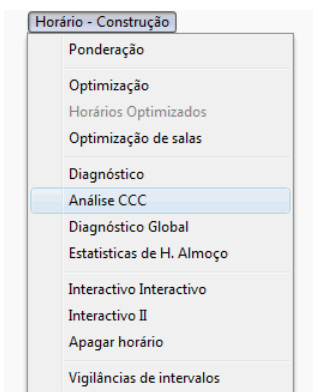 Horário - Construção
Ponderação
Optimização
Horários Optimizados
Optimização de salas
Diagnóstico
Análise CCC
Diagnóstico Global
Estatisticas de H. Almoço
Interactivo Interactivo
Interactivo II
Apagar horário
Vigilâncias de intervalos